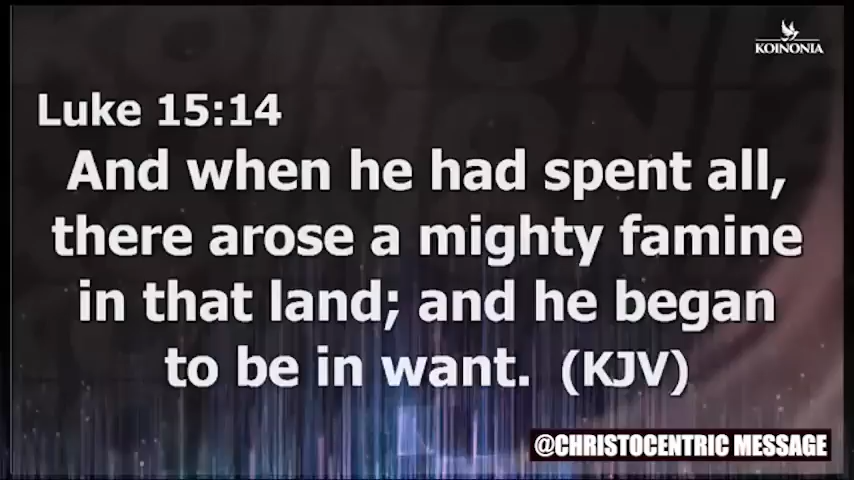 KOINONIA
Luke 15:14
And when he had spent all,
there arose a mighty famine
in that land; and he began
to be in want. (KJV)
@CHRISTOCENTRIC MESSAGE